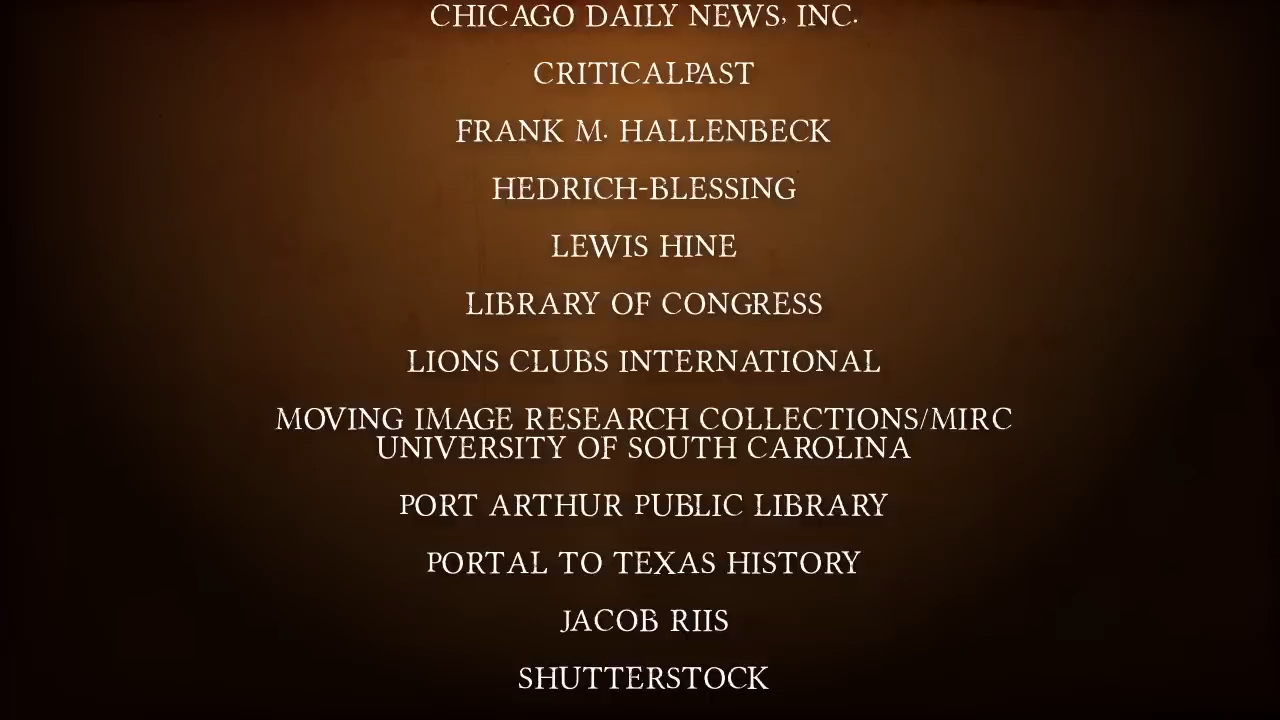 CHICAGO DAILY NEWS, INC.
CRITICALPAST
FRANK M. HALLENBECK
HEDRICH-BLESSING
LEWIS HINE
LIBRARY OF CONGRESS
LIONS CLUBS INTERNATIONAL
MOVING IMAGE RESEARCH COLLECTIONS/MIRC
UNIVERSITY OF SOUTH CAROLINA
PORT ARTHUR PUBLIC LIBRARY
PORTAL TO TEXAS HISTORY
JACOB RIIS
SHUTTERSTOCK